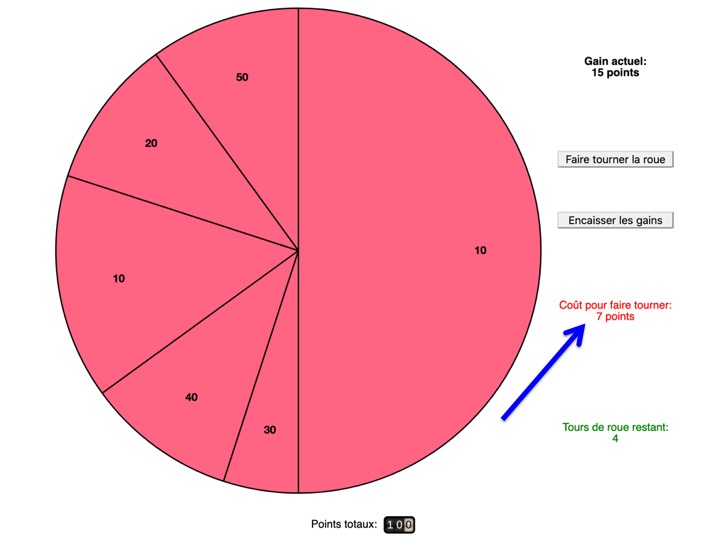 50
Gain actuel:
15 points
20
Faire tourner la roue
Encaisser les gains
10
10
Coût pour faire tourner:
7 points
40
30
Tours de roue restant:
4
Points totaux: 100